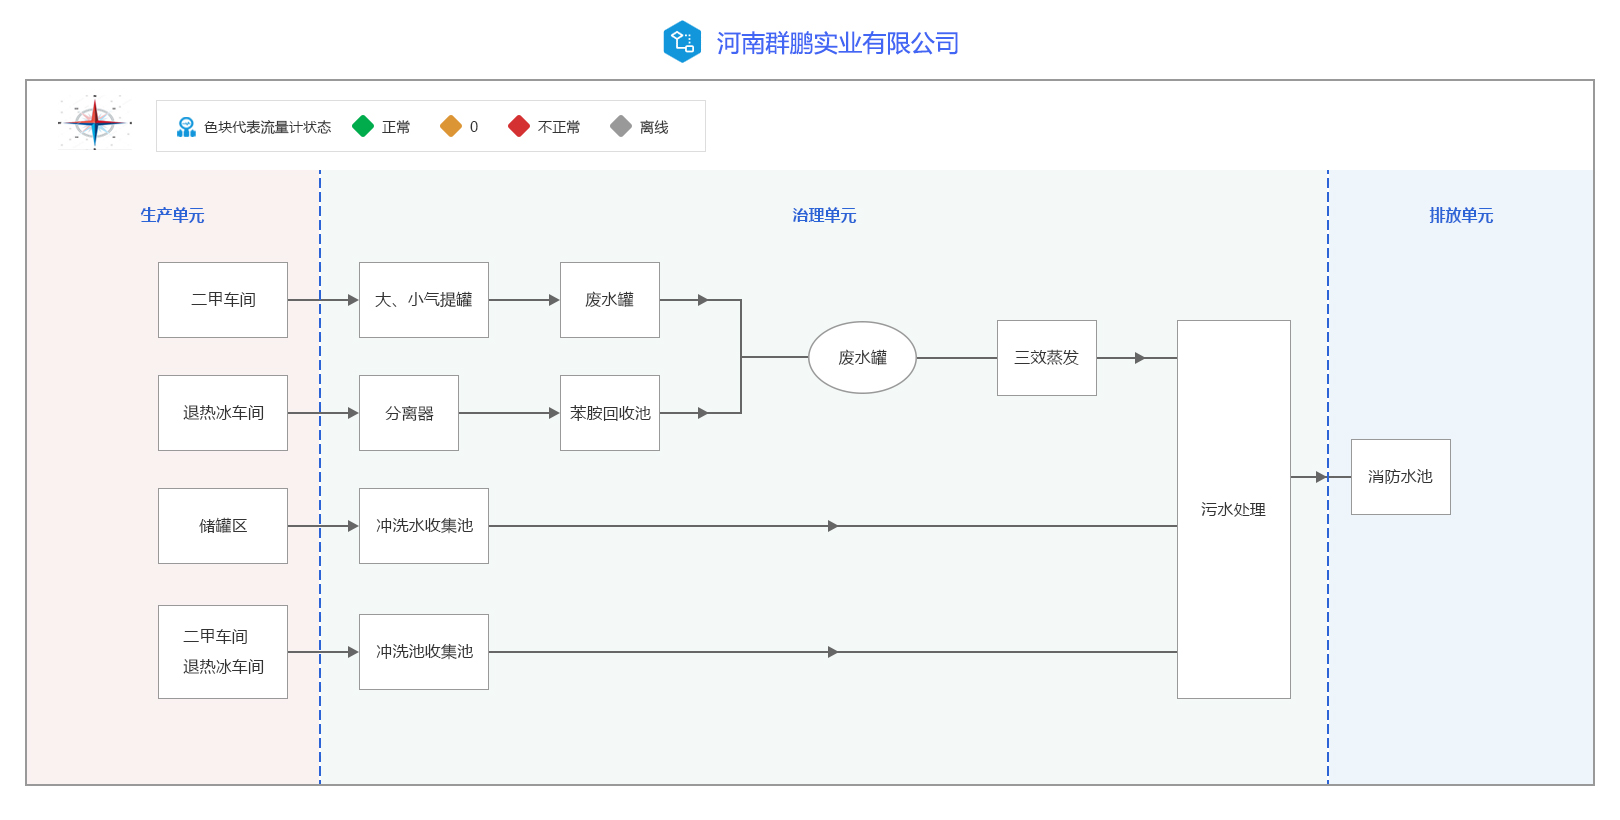 河南群鹏实业有限公司
色块代表流量计状态 正常 0 不正常 离线
生产单元 治理单元 排放单元
二甲车间 大、小气提罐 废水罐
废水罐 三效蒸发
退热冰车间 分离器 苯胺回收池
消防水池
污水处理
储罐区 冲洗水收集池
二甲车间
退热冰车间
冲洗池收集池